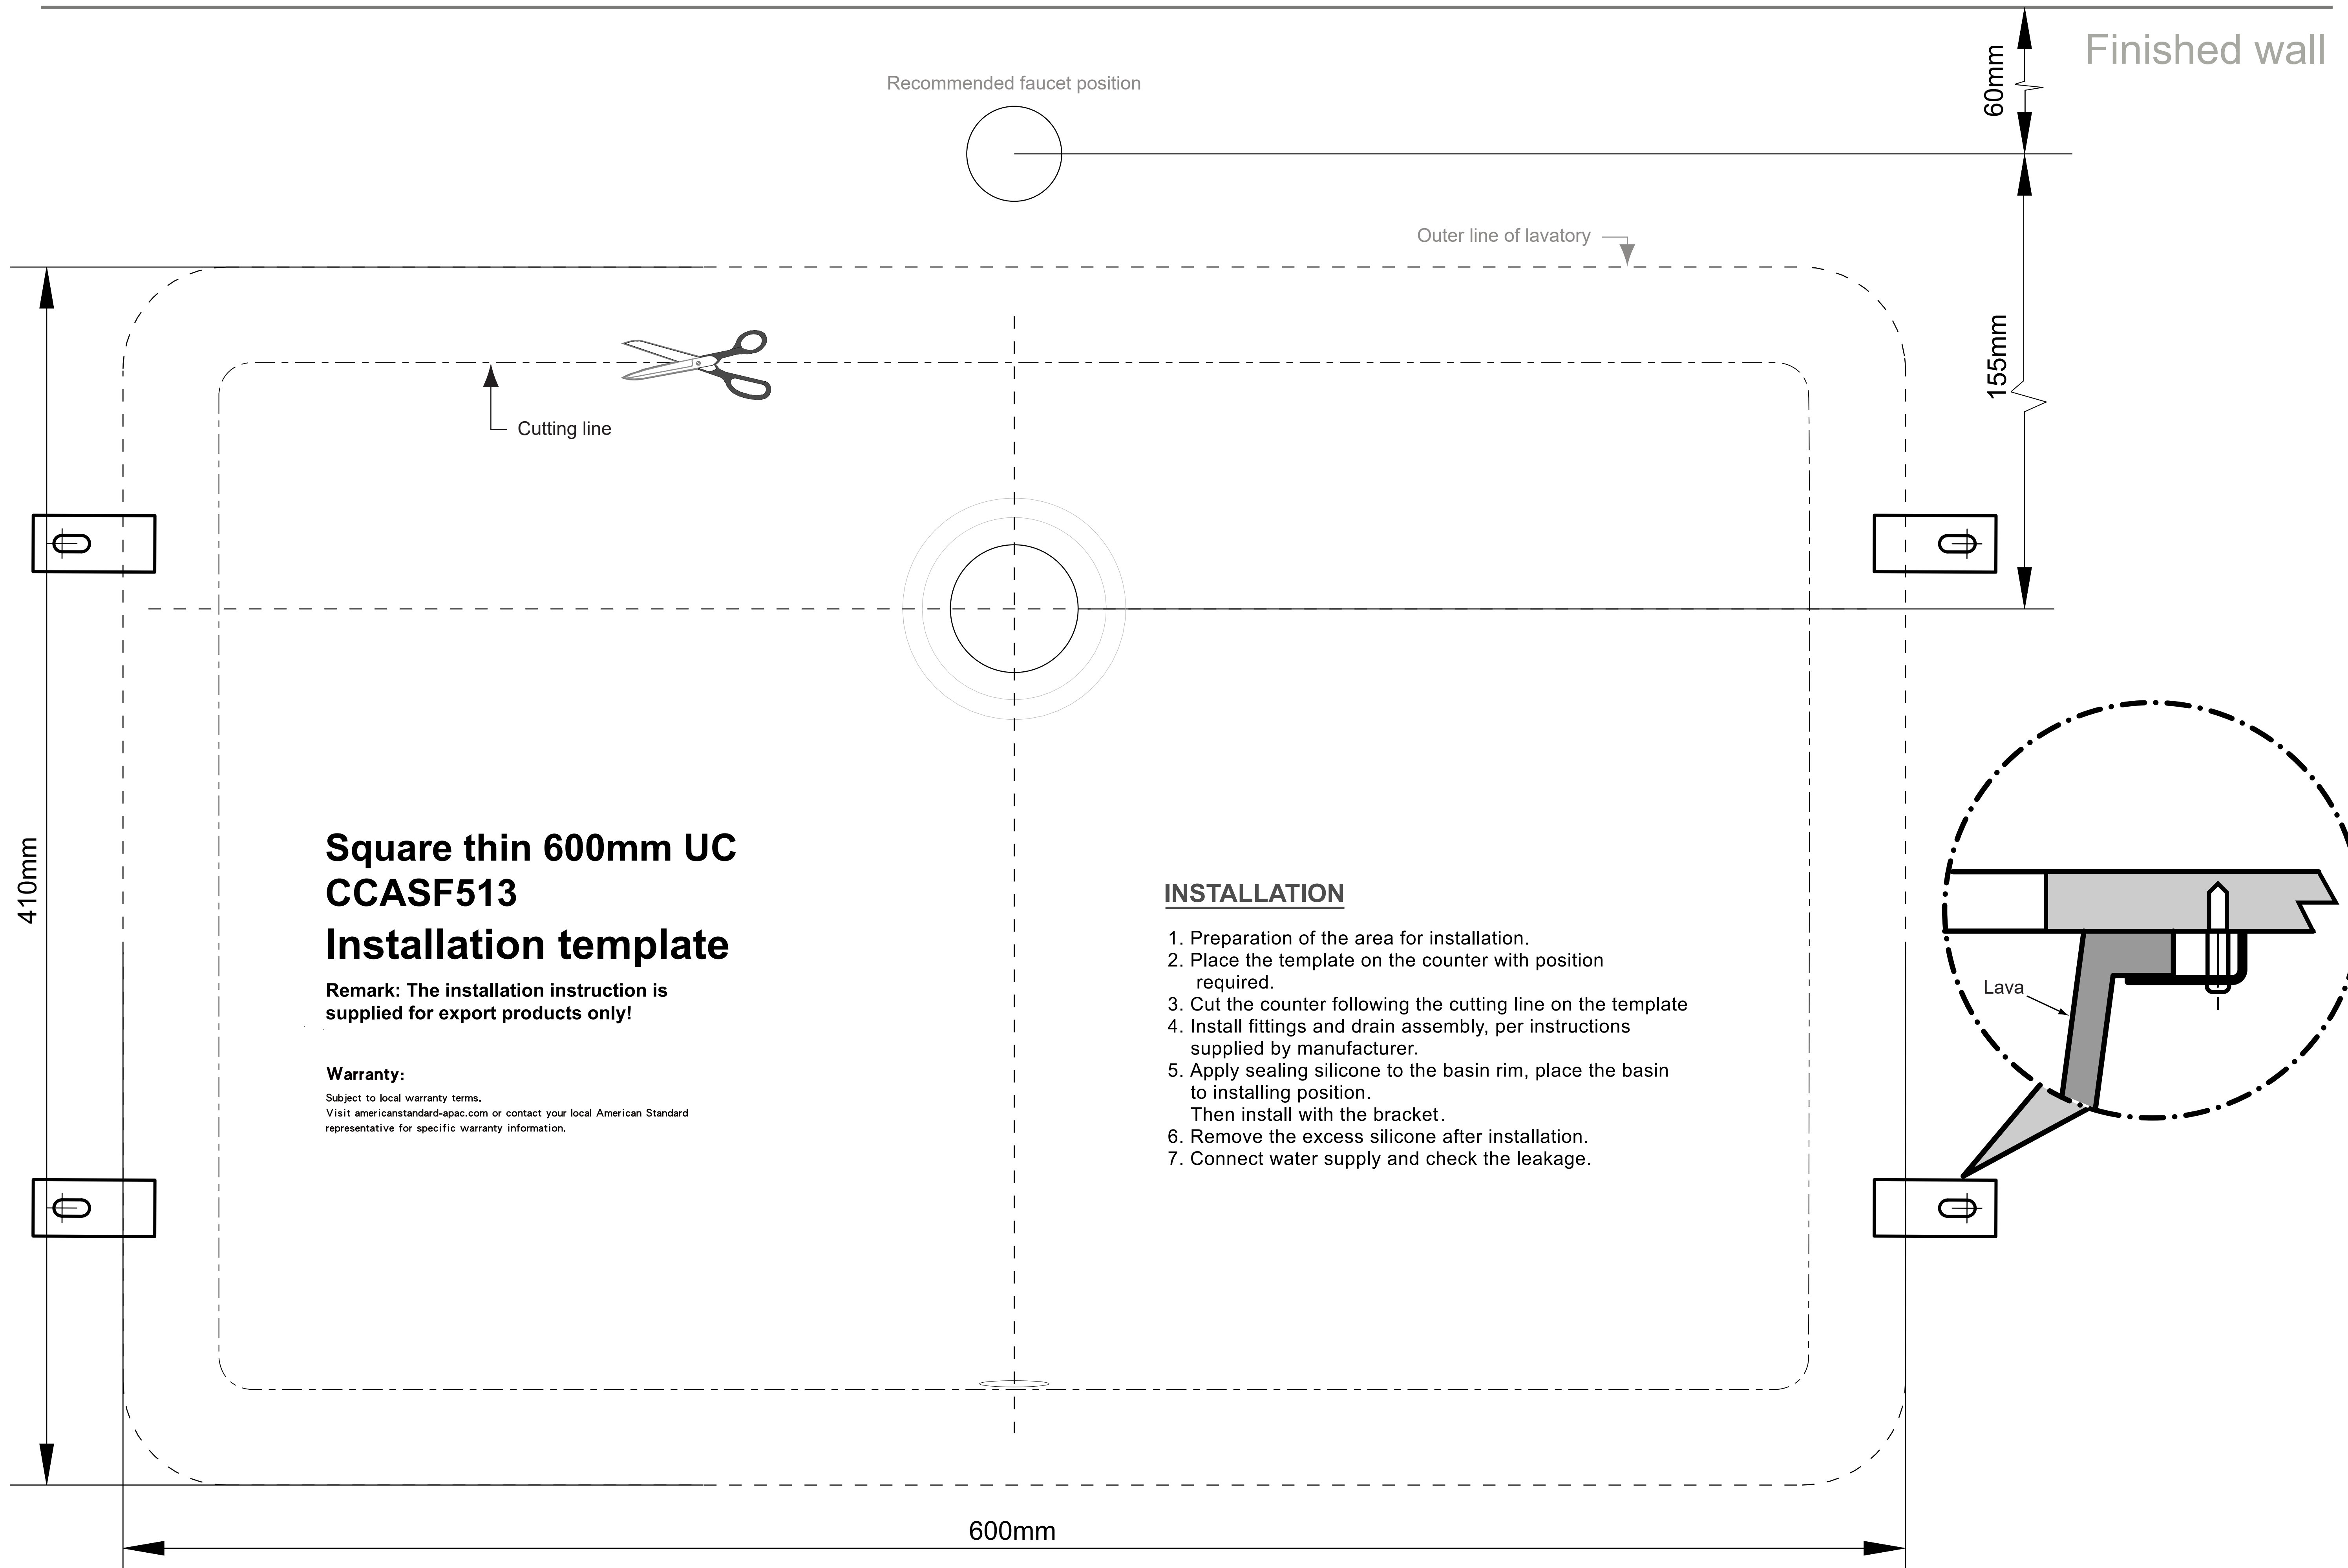 Finished wall
60mm
Recommended faucet position
Outer line of lavatory
155mm
Cutting line
410mm
Square thin 600mm UC
CCASF513
Installation template
Remark: The installation instruction is
supplied for export products only!
Warranty:
Subject to local warranty terms.
Visit americanstandard-apac.com or contact your local American Standard
representative for specific warranty information.
INSTALLATION
1. Preparation of the area for installation.
2. Place the template on the counter with position
required.
3. Cut the counter following the cutting line on the template
4. Install fittings and drain assembly, per instructions
supplied by manufacturer.
5. Apply sealing silicone to the basin rim, place the basin
to installing position.
Then install with the bracket.
6. Remove the excess silicone after installation.
7. Connect water supply and check the leakage.
Lava
600mm